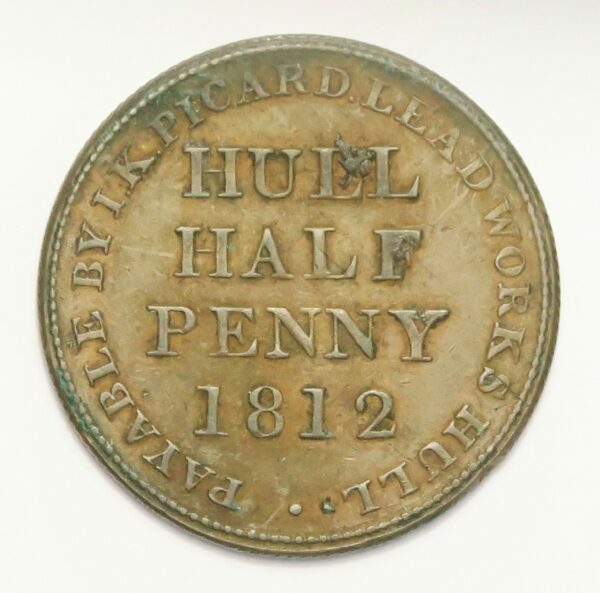 PAYABLE BY I.K. PICARD. LEAD WORKS HULL.
HULL
HALF
PENNY
1812